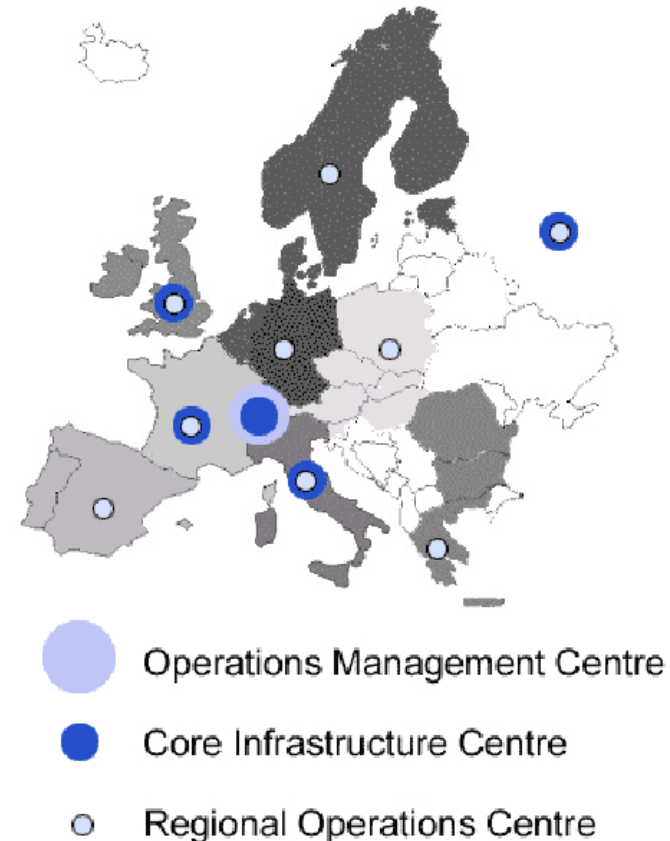 Operations Management Centre
Core Infrastructure Centre
Regional Operations Centre